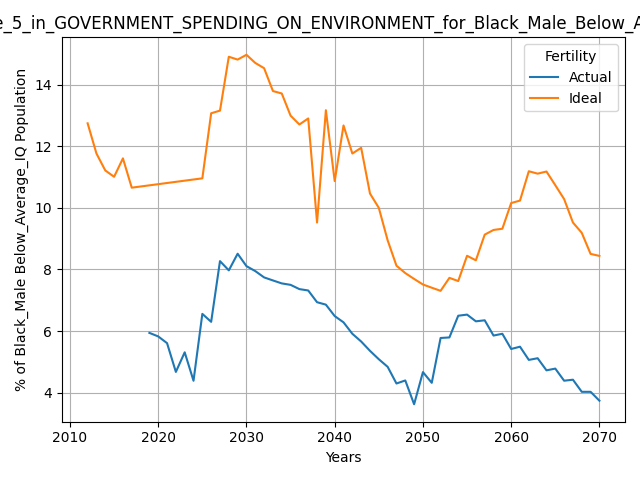 e_5_in_GOVERNMENT_SPENDING_ON_ENVIRONMENT_for_Black_Male_Below_A
Fertility
Actual
Ideal
% of Black_Male Below_Average_IQ Population
14
12
10
8
6
4
2010 2020 2030 2040 2050 2060 2070
Years